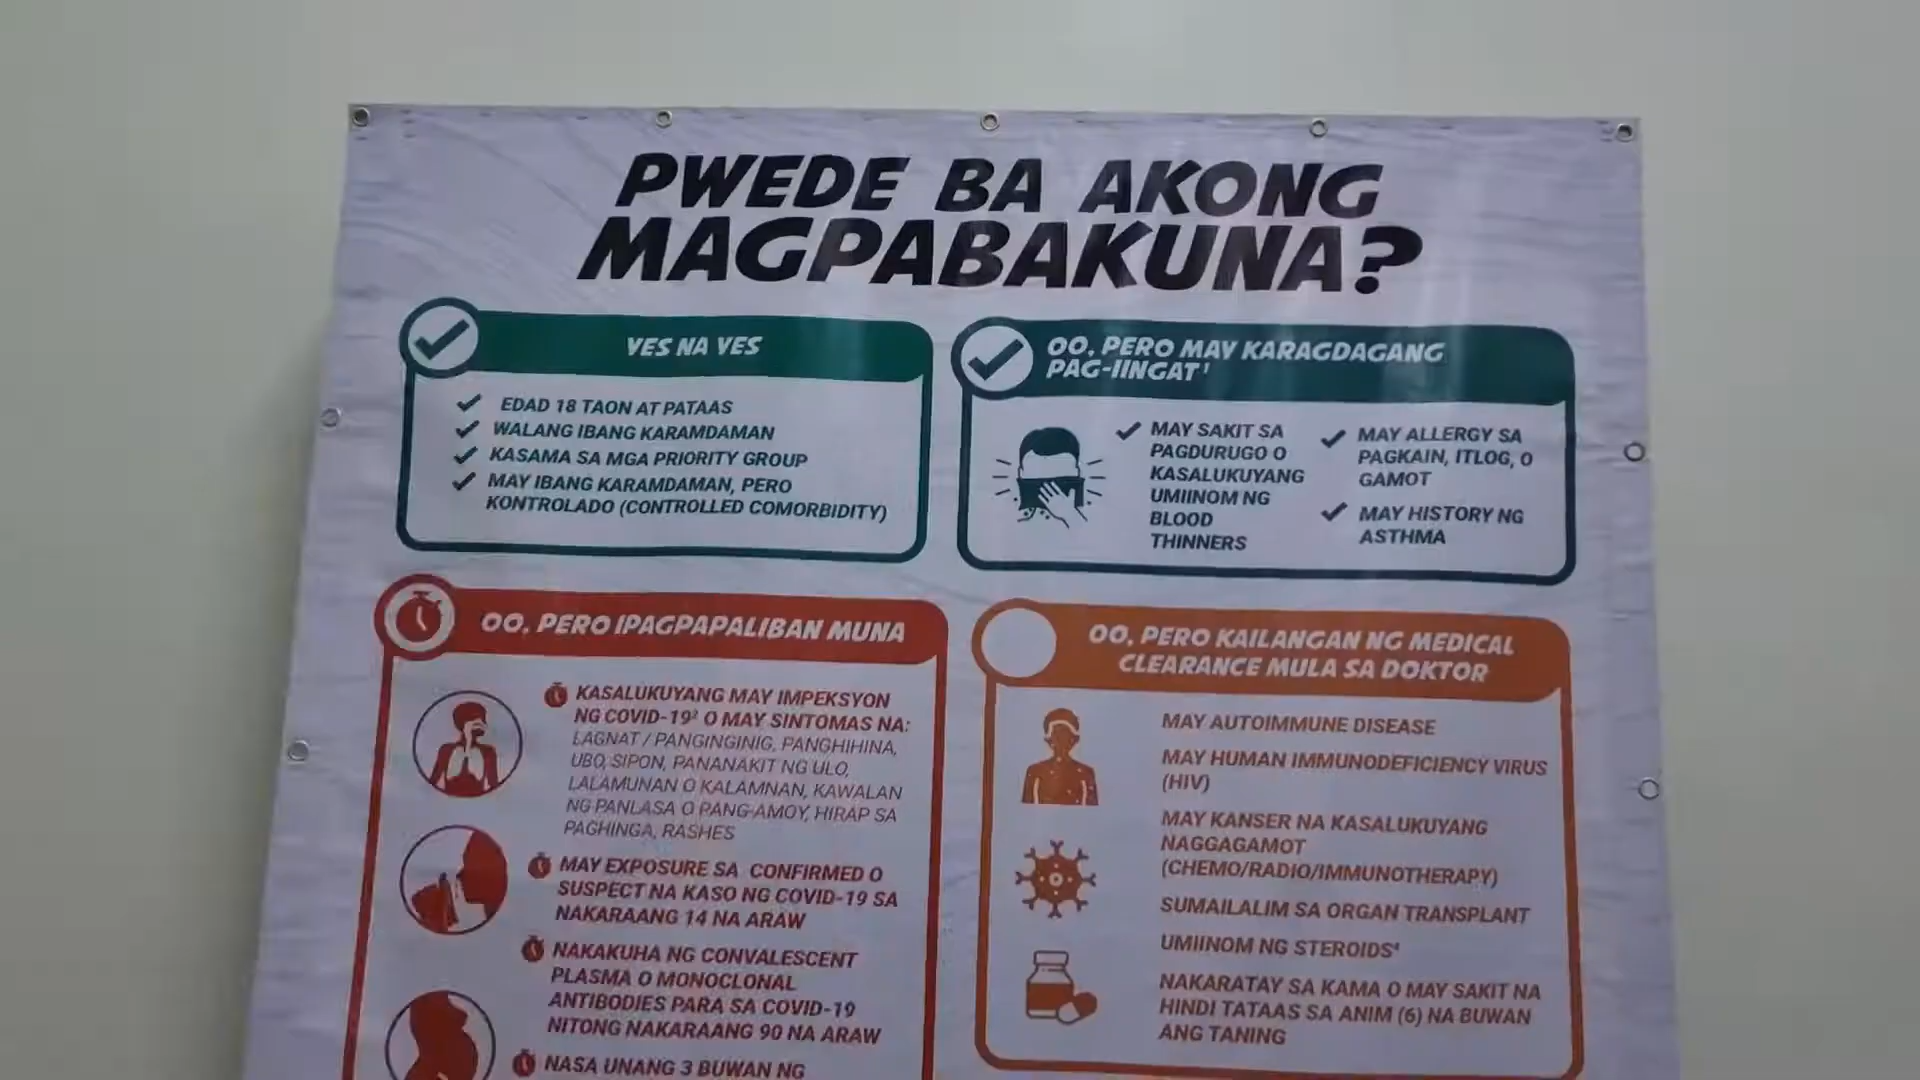 PWEDE BA AKONG
MAGPABAKUNA?
YES NA YES
EDAD 18 TAON AT PATAAS
WALANG IBANG KARAMDAMAN
KASAMA SA MGA PRIORITY GROUP
MAY IBANG KARAMDAMAN, PERO
KONTROLADO (CONTROLLED COMORBIDITY)
OO, PERO MAY KARAGDAGANG
PAG-IINGAT¹
MAY SAKIT SA
PAGDURUGO O
KASALUKUYANG
UMIINOM NG
BLOOD
THINNERS
MAY ALLERGY SA
PAGKAIN, ITLOG, O
GAMOT
MAY HISTORY NG
ASTHMA
OO, PERO IPAGPAPALIBAN MUNA
KASALUKUYANG MAY IMPEKSYON
NG COVID-19² O MAY SINTOMAS NA:
LAGNAT / PANGINGINIG, PANGHIHINA,
UBO, SIPON, PANANAKIT NG ULO,
LALAMUNAN O KALAMNAN, KAWALAN
NG PANLASA O PANG-AMOY, HIRAP SA
PAGHINGA, RASHES
MAY EXPOSURE SA CONFIRMED O
SUSPECT NA KASO NG COVID-19 SA
NAKARAANG 14 NA ARAW
NAKAKUHA NG CONVALESCENT
PLASMA O MONOCLONAL
ANTIBODIES PARA SA COVID-19
NITONG NAKARAANG 90 NA ARAW
NASA UNANG 3 BUWAN NG
OO, PERO KAILANGAN NG MEDICAL
CLEARANCE MULA SA DOKTOR
MAY AUTOIMMUNE DISEASE
MAY HUMAN IMMUNODEFICIENCY VIRUS
(HIV)
MAY KANSER NA KASALUKUYANG
NAGGAGAMOT
(CHEMO/RADIO/IMMUNOTHERAPY)
SUMAILALIM SA ORGAN TRANSPLANT
UMIINOM NG STEROIDS⁴
NAKARATAY SA KAMA O MAY SAKIT NA
HINDI TATAAS SA ANIM (6) NA BUWAN
ANG TANING